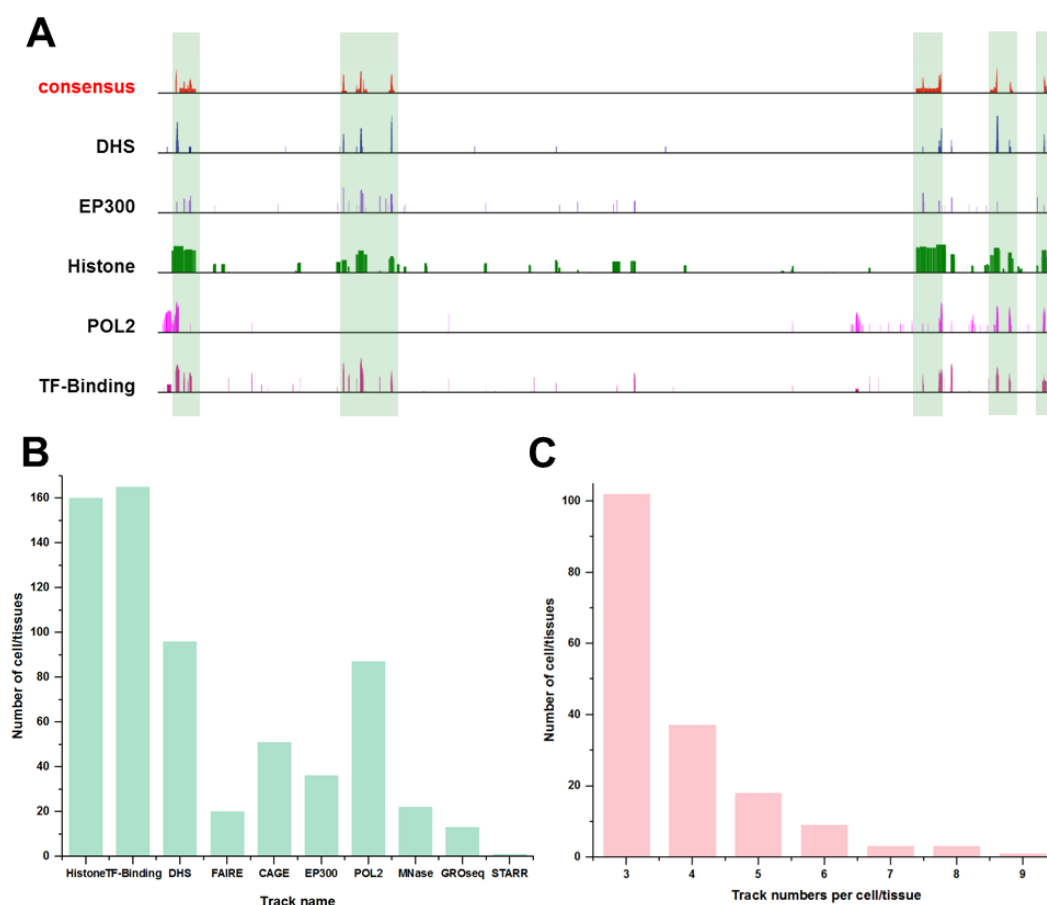 A
consensus
DHS
EP300
Histone
POL2
TF-Binding
B
160
140
120
100
80
60
40
20
0
Number of cell/tissues
Histone TF-Binding DHS FAIRE CAGE EP300 POL2 MNase GROseq STARR
Track name
C
100
80
60
40
20
0
Number of cell/tissues
3 4 5 6 7 8 9
Track numbers per cell/tissue